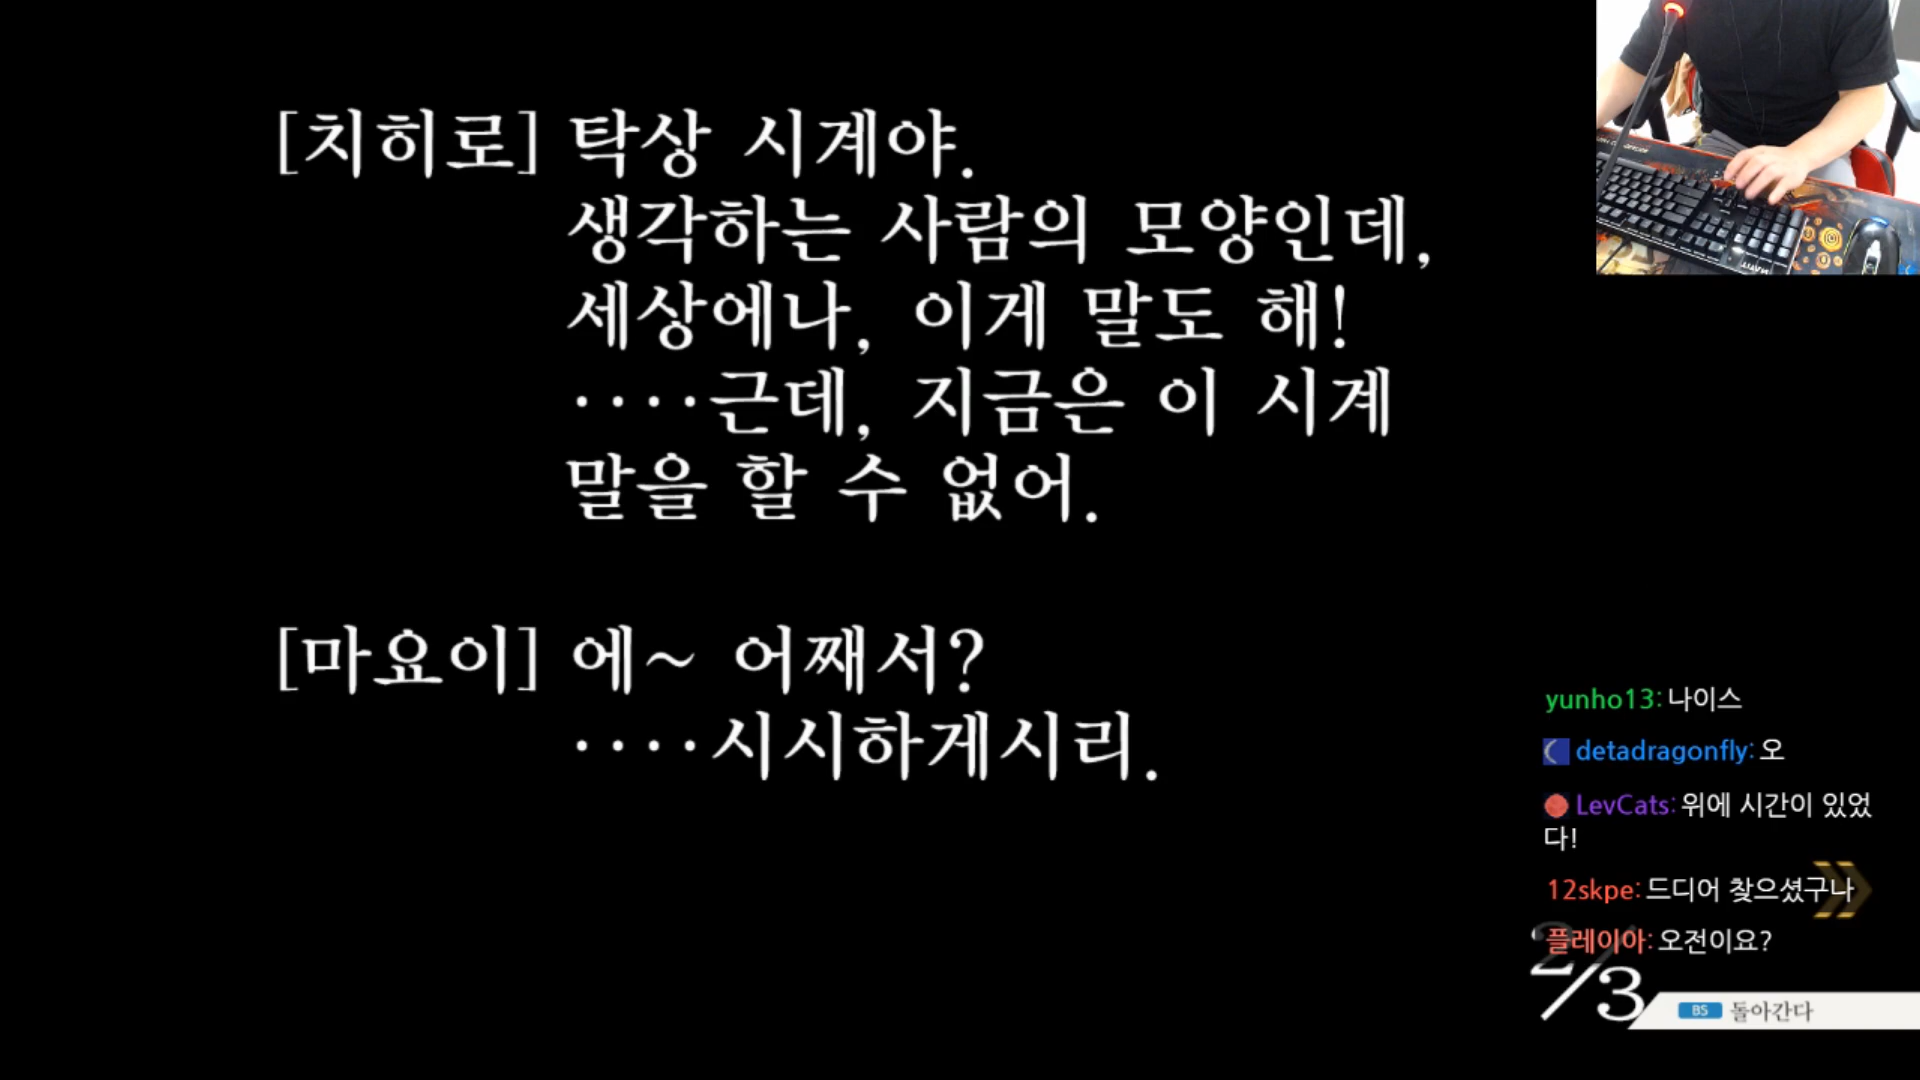 [치히로] 탁상 시계야.
생각하는 사람의 모양인데,
세상에나, 이게 말도 해!
····근데, 지금은 이 시계
말을 할 수 없어.
[마요이] 에~ 어째서?
····시시하게시리.
yunho13: 나이스
detadragonfly: 오
LevCats: 위에 시간이 있었
다!
12skpe: 드디어 찾으셨구나
플레이아: 오전이요?
2/3
BS 돌아간다